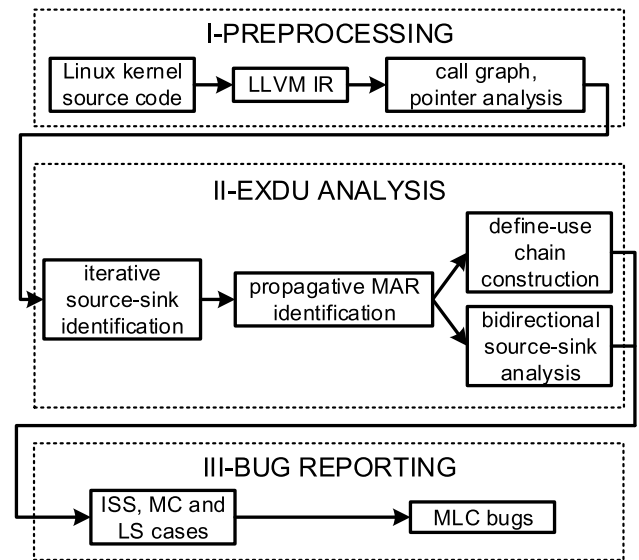 I-PREPROCESSING
Linux kernel
source code
LLVM IR
call graph,
pointer analysis
II-EXDU ANALYSIS
iterative
source-sink
identification
propagative MAR
identification
define-use
chain
construction
bidirectional
source-sink
analysis
III-BUG REPORTING
ISS, MC and
LS cases
MLC bugs